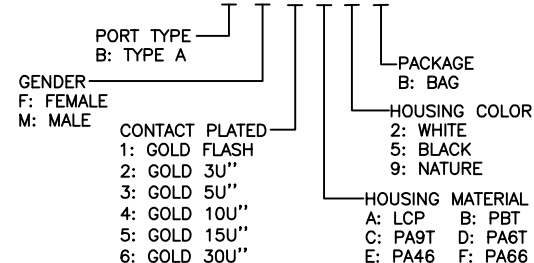 PORT TYPE
B: TYPE A
PACKAGE
B: BAG
GENDER
F: FEMALE
M: MALE
HOUSING COLOR
2: WHITE
5: BLACK
9: NATURE
CONTACT PLATED
1: GOLD FLASH
2: GOLD 3U''
3: GOLD 5U''
4: GOLD 10U''
5: GOLD 15U''
6: GOLD 30U''
HOUSING MATERIAL
A: LCP B: PBT
C: PA9T D: PA6T
E: PA46 F: PA66